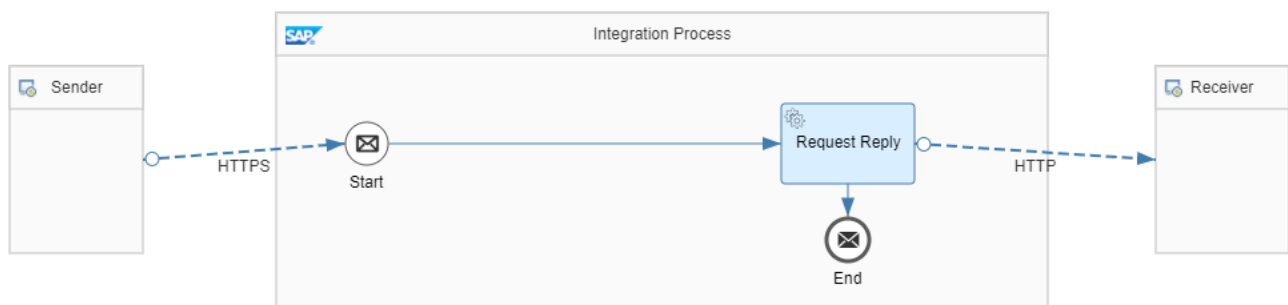 SAP
Integration Process
Sender
Receiver
HTTPS
Start
Request Reply
HTTP
End